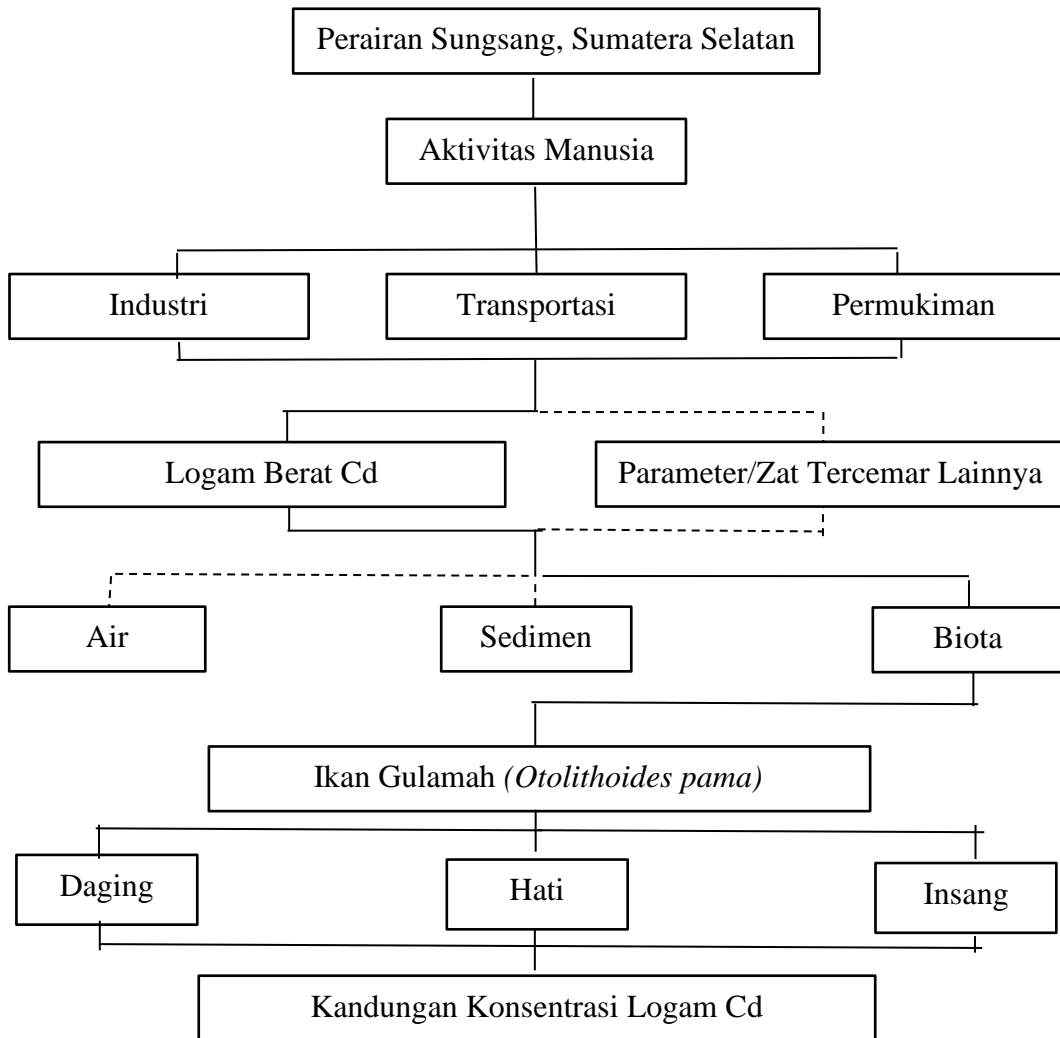 Perairan Sungsang, Sumatera Selatan
Aktivitas Manusia
Industri
Transportasi
Permukiman
Logam Berat Cd
Parameter/Zat Tercemar Lainnya
Air
Sedimen
Biota
Ikan Gulamah (Otolithoides pama)
Daging
Hati
Insang
Kandungan Konsentrasi Logam Cd